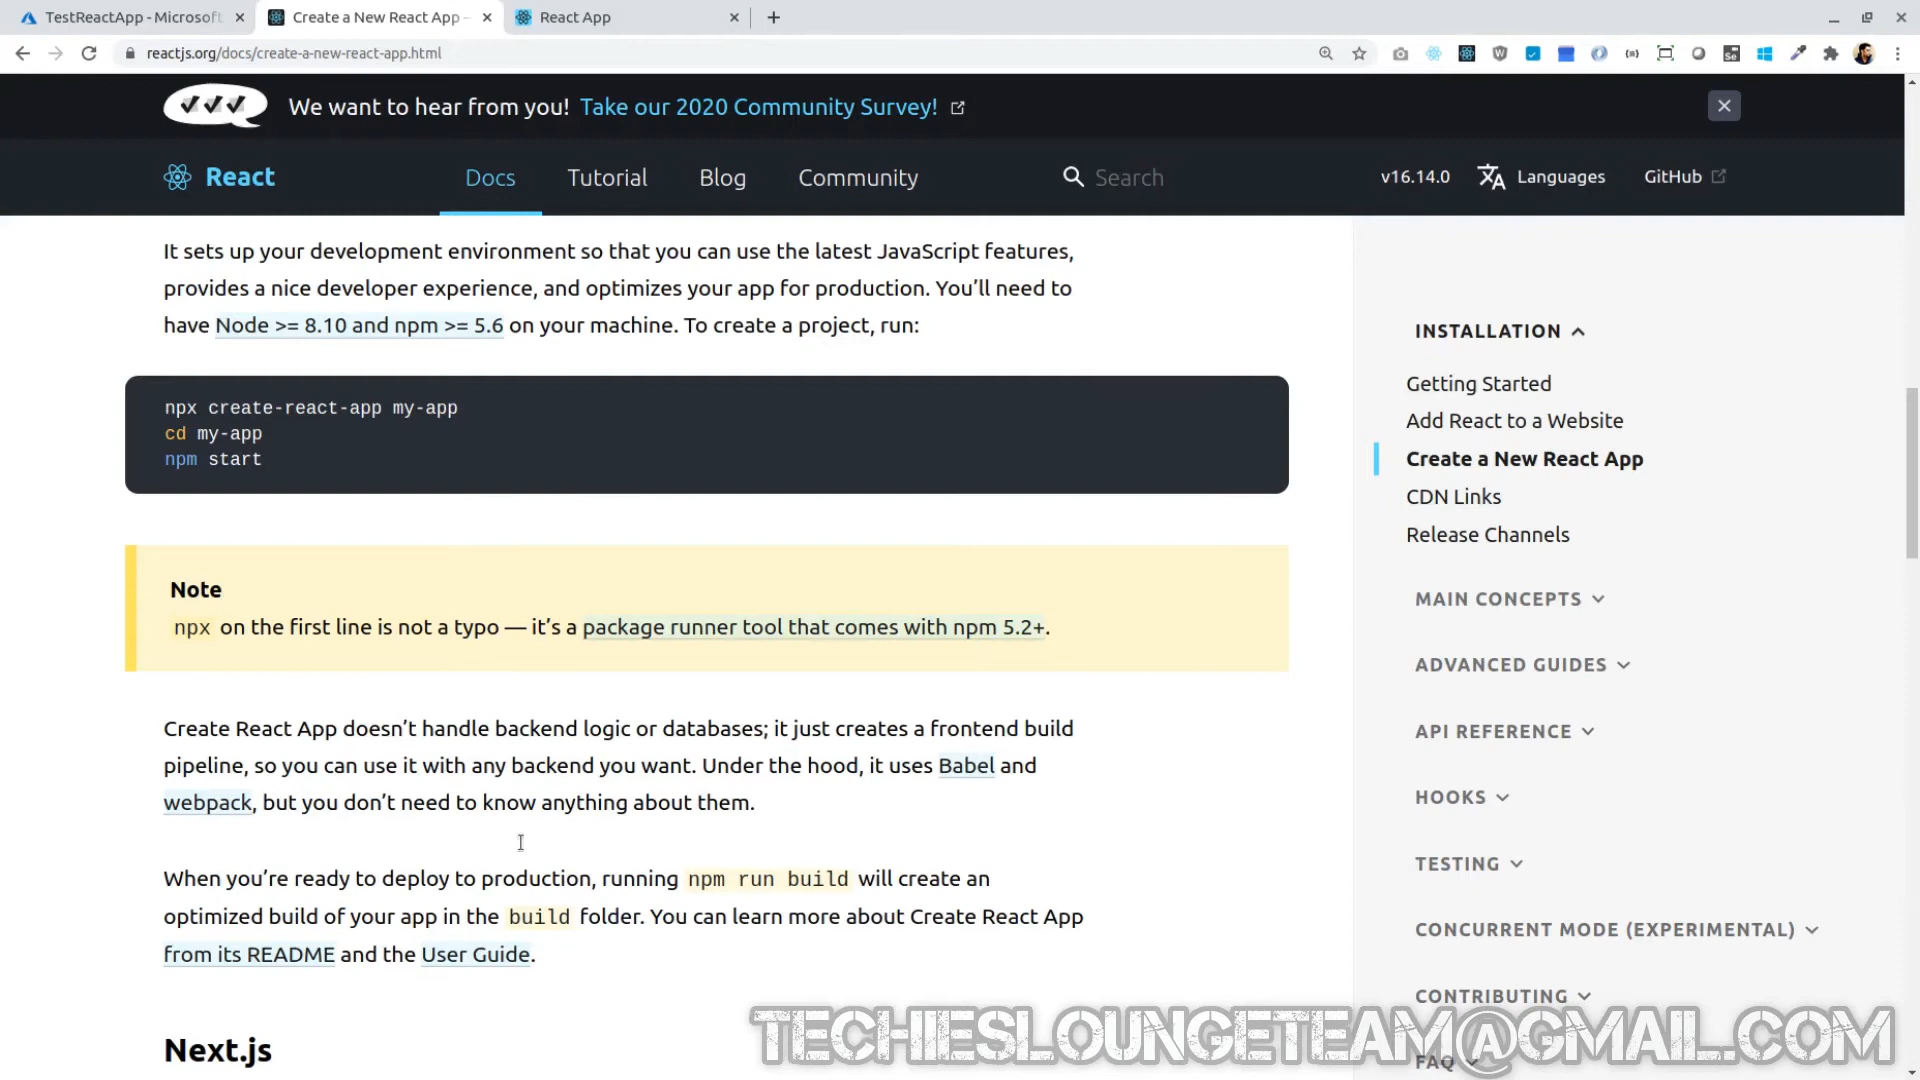 TestReactApp - Microsoft
Create a New React App –
React App
reactjs.org/docs/create-a-new-react-app.html
We want to hear from you! Take our 2020 Community Survey!
React
Docs
Tutorial
Blog
Community
Search
v16.14.0
Languages
GitHub
It sets up your development environment so that you can use the latest JavaScript features,
provides a nice developer experience, and optimizes your app for production. You’ll need to
have Node >= 8.10 and npm >= 5.6 on your machine. To create a project, run:
npx create-react-app my-app
cd my-app
npm start
Note
npx on the first line is not a typo — it’s a package runner tool that comes with npm 5.2+.
Create React App doesn’t handle backend logic or databases; it just creates a frontend build
pipeline, so you can use it with any backend you want. Under the hood, it uses Babel and
webpack, but you don’t need to know anything about them.
When you’re ready to deploy to production, running npm run build will create an
optimized build of your app in the build folder. You can learn more about Create React App
from its README and the User Guide.
Next.js
INSTALLATION
Getting Started
Add React to a Website
Create a New React App
CDN Links
Release Channels
MAIN CONCEPTS
ADVANCED GUIDES
API REFERENCE
HOOKS
TESTING
CONCURRENT MODE (EXPERIMENTAL)
CONTRIBUTING
FAQ
TECHIESLOUNGETEAM@GMAIL.COM